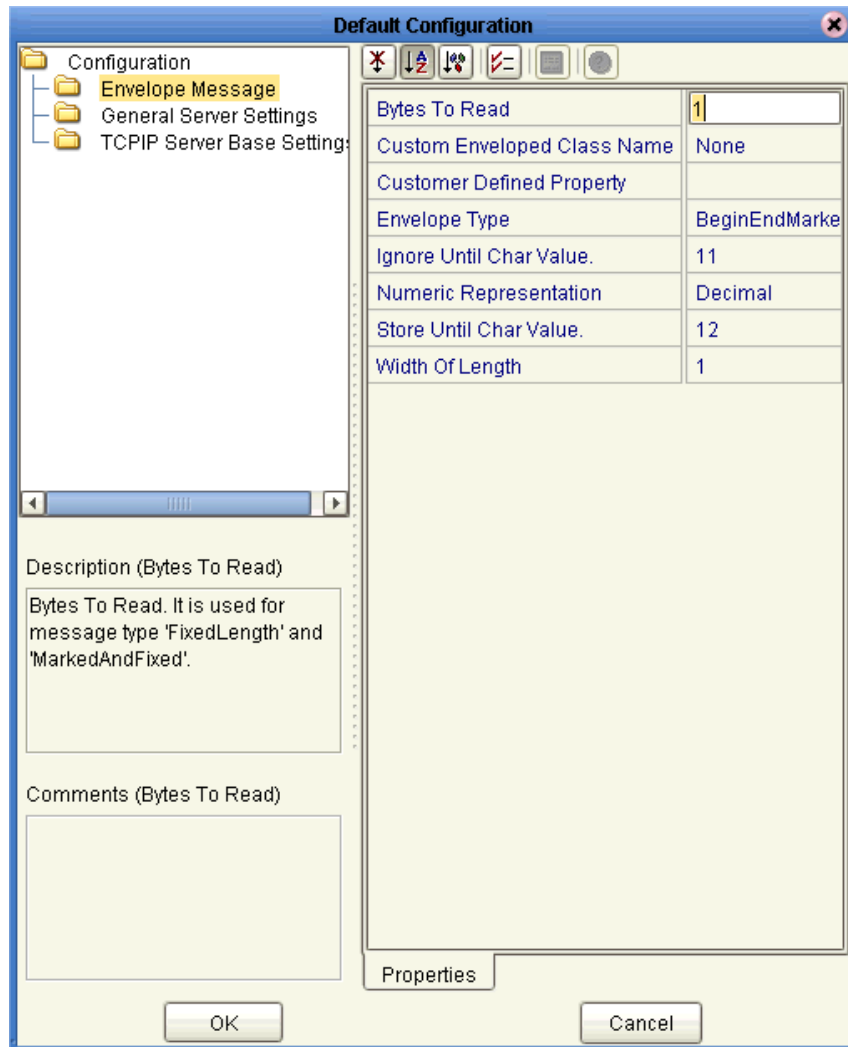 Default Configuration
Configuration
Envelope Message
General Server Settings
TCPIP Server Base Settings
Bytes To Read 1
Custom Enveloped Class Name None
Customer Defined Property
Envelope Type BeginEndMarke
Ignore Until Char Value. 11
Numeric Representation Decimal
Store Until Char Value. 12
Width Of Length 1
Description (Bytes To Read)
Bytes To Read. It is used for
message type 'FixedLength' and
'MarkedAndFixed'.
Comments (Bytes To Read)
Properties
OK
Cancel